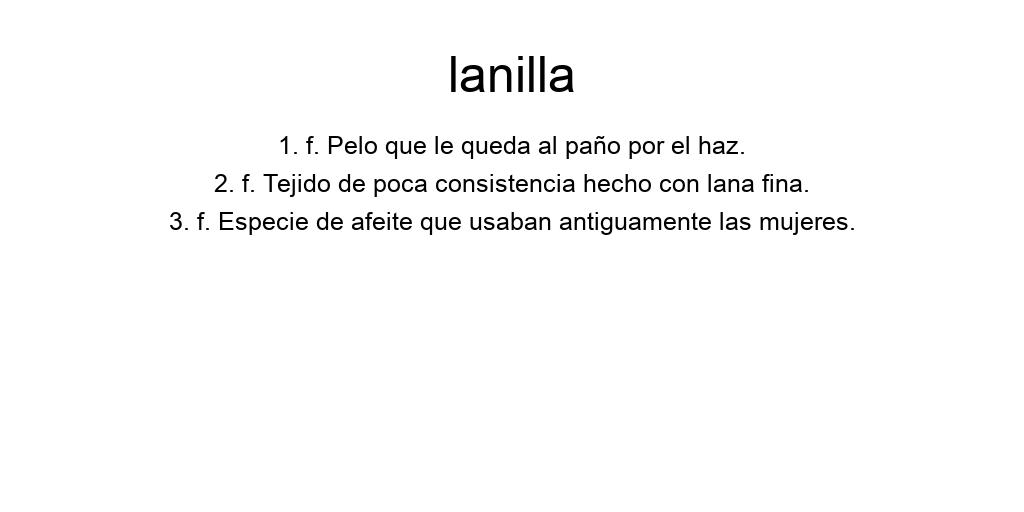 lanilla
1. f. Pelo que le queda al paño por el haz.
2. f. Tejido de poca consistencia hecho con lana fina.
3. f. Especie de afeite que usaban antiguamente las mujeres.